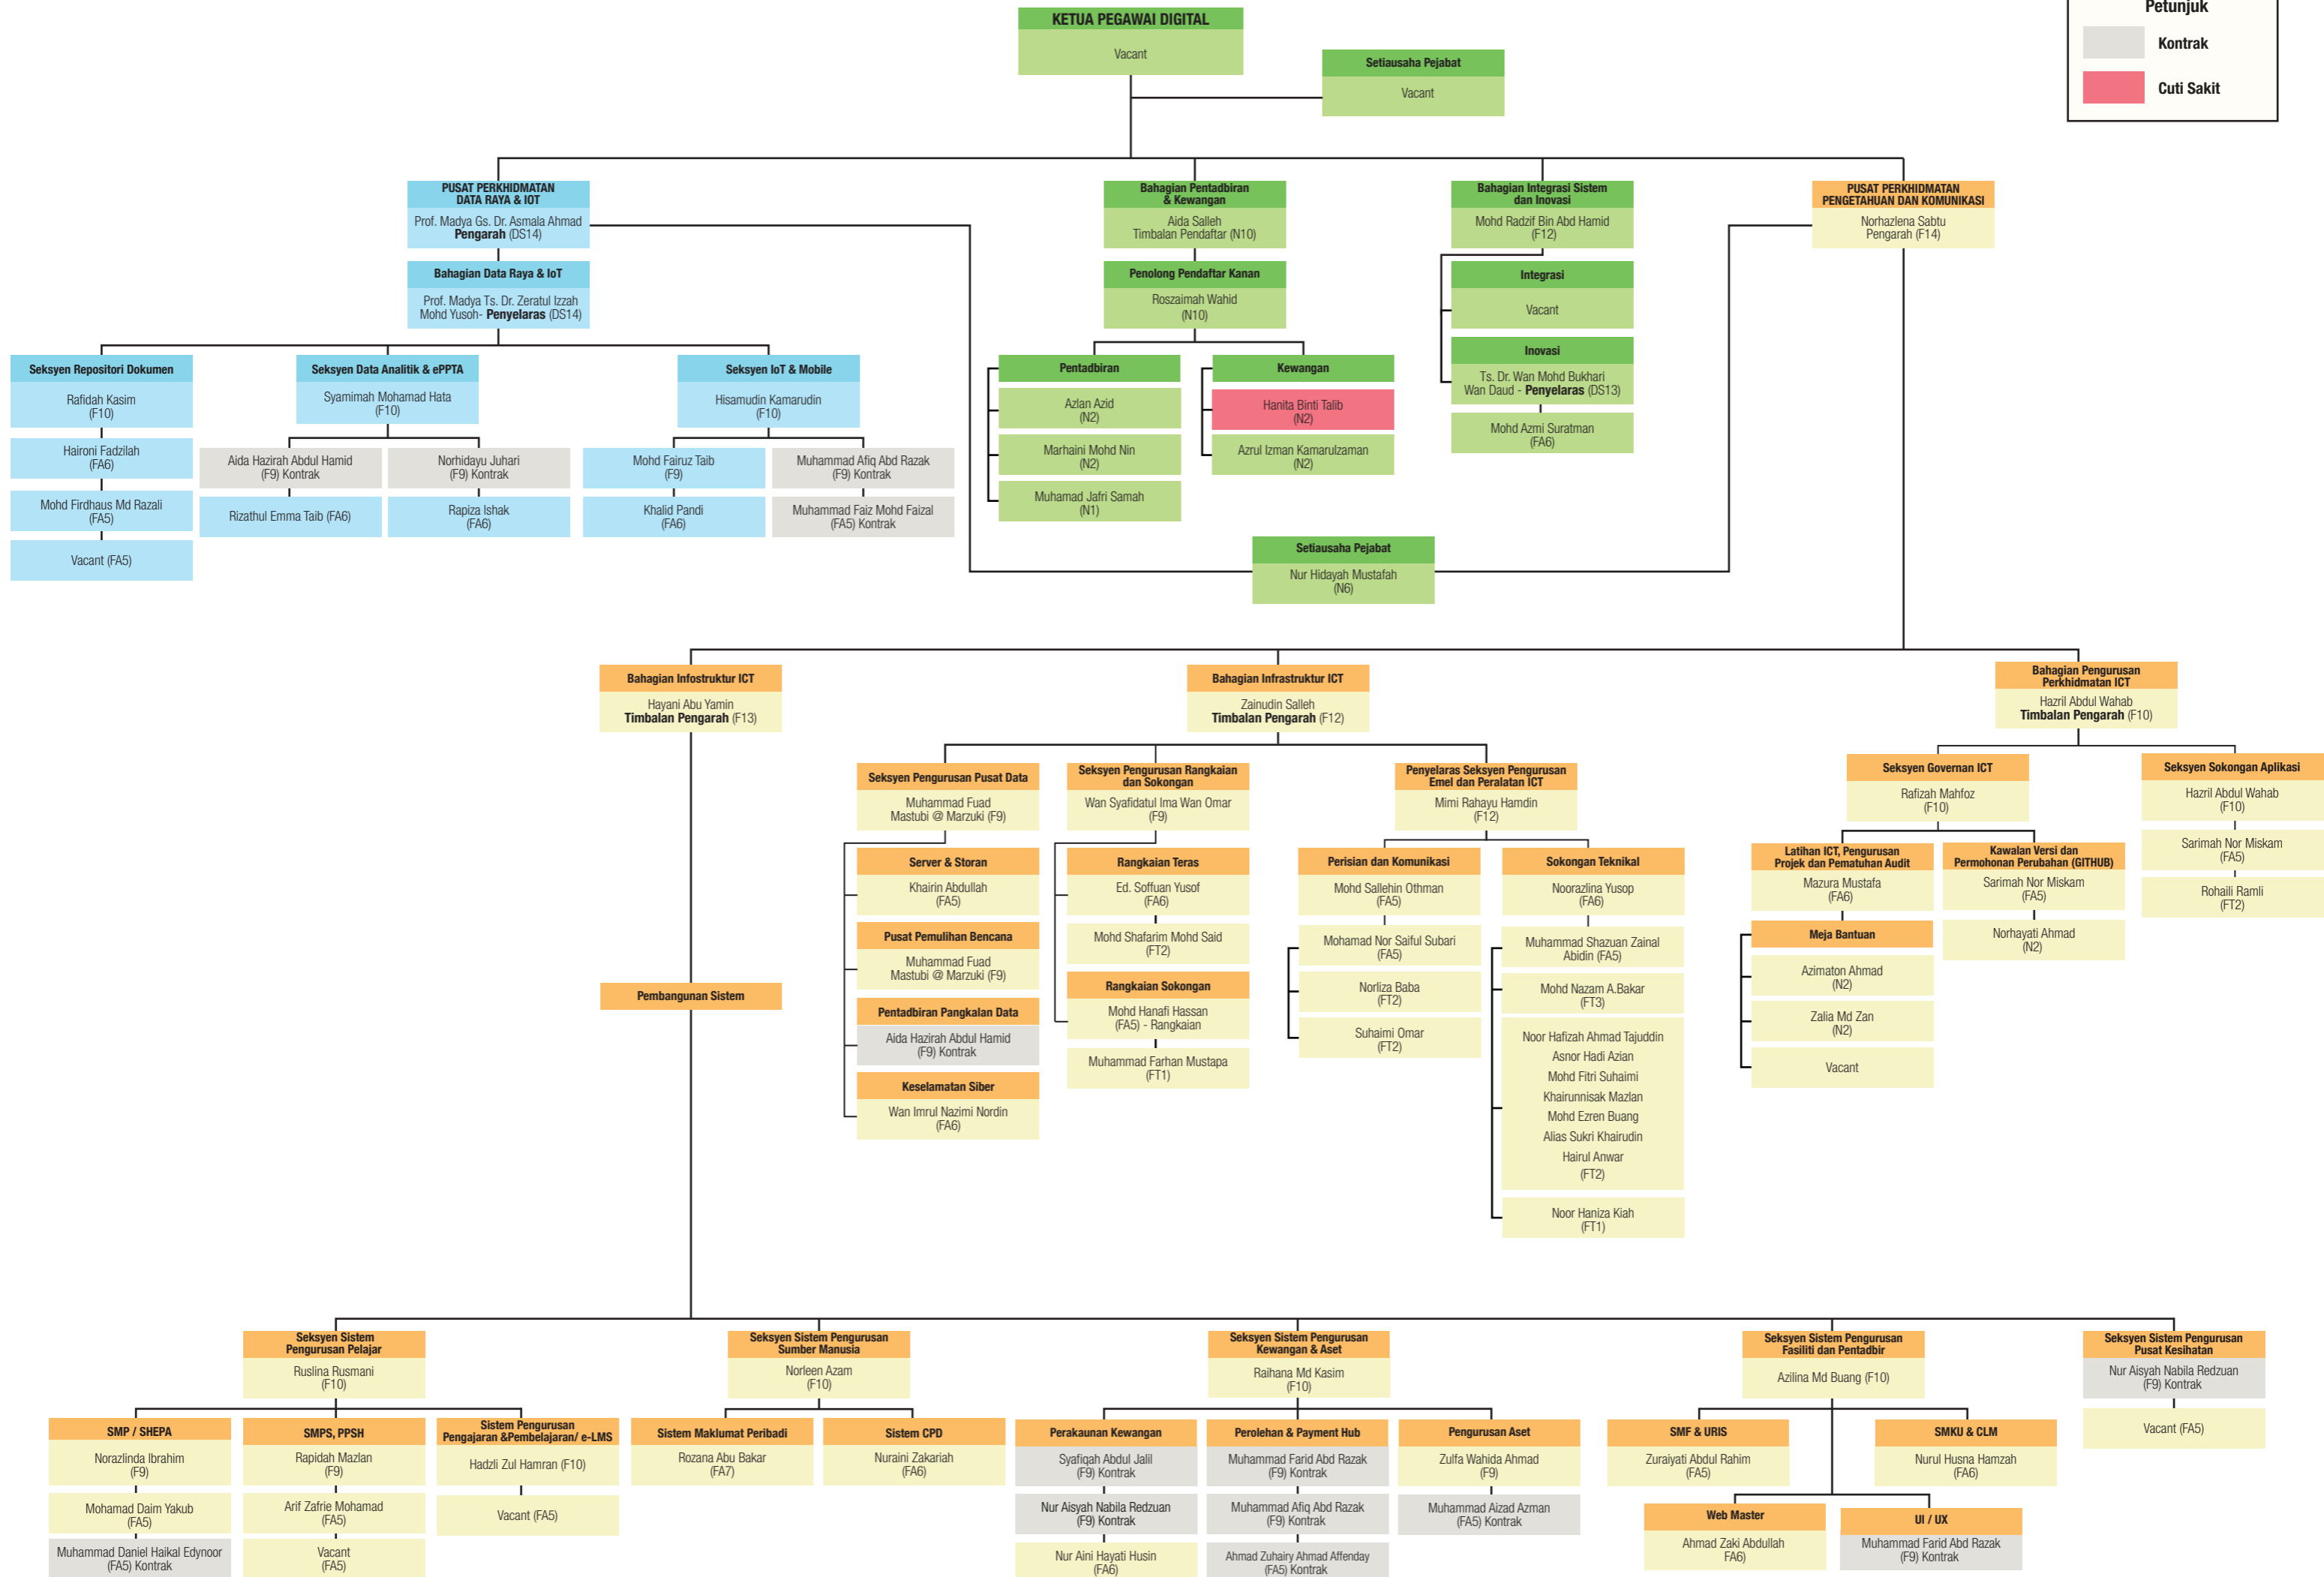 Petunjuk
Kontrak
Cuti Sakit
KETUA PEGAWAI DIGITAL
Vacant
Setiausaha Pejabat
Vacant
PUSAT PERKHIDMATAN
DATA RAYA & IOT
Prof. Madya Gs. Dr. Asmala Ahmad
Pengarah (DS14)
Bahagian Data Raya & IoT
Prof. Madya Ts. Dr. Zeratul Izzah
Mohd Yusoh- Penyelaras (DS14)
Seksyen Repositori Dokumen
Rafidah Kasim
(F10)
Haironi Fadzilah
(FA6)
Mohd Firdhaus Md Razali
(FA5)
Vacant (FA5)
Seksyen Data Analitik & ePPTA
Syamimah Mohamad Hata
(F10)
Aida Hazirah Abdul Hamid
(F9) Kontrak
Rizathul Emma Taib (FA6)
Norhidayu Juhari
(F9) Kontrak
Rapiza Ishak
(FA6)
Seksyen IoT & Mobile
Hisamudin Kamarudin
(F10)
Mohd Fairuz Taib
(F9)
Khalid Pandi
(FA6)
Muhammad Afiq Abd Razak
(F9) Kontrak
Muhammad Faiz Mohd Faizal
(FA5) Kontrak
Bahagian Pentadbiran
& Kewangan
Aida Salleh
Timbalan Pendaftar (N10)
Penolong Pendaftar Kanan
Roszaimah Wahid
(N10)
Pentadbiran
Azlan Azid
(N2)
Marhaini Mohd Nin
(N2)
Muhamad Jafri Samah
(N1)
Kewangan
Hanita Binti Talib
(N2)
Azrul Izman Kamarulzaman
(N2)
Bahagian Integrasi Sistem
dan Inovasi
Mohd Radzif Bin Abd Hamid
(F12)
Integrasi
Vacant
Inovasi
Ts. Dr. Wan Mohd Bukhari
Wan Daud - Penyelaras (DS13)
Mohd Azmi Suratman
(FA6)
PUSAT PERKHIDMATAN
PENGETAHUAN DAN KOMUNIKASI
Norhazlena Sabtu
Pengarah (F14)
Setiausaha Pejabat
Nur Hidayah Mustafah
(N6)
Bahagian Infostruktur ICT
Hayani Abu Yamin
Timbalan Pengarah (F13)
Pembangunan Sistem
Bahagian Infrastruktur ICT
Zainudin Salleh
Timbalan Pengarah (F12)
Seksyen Pengurusan Pusat Data
Muhammad Fuad
Mastubi @ Marzuki (F9)
Server & Storan
Khairin Abdullah
(FA5)
Pusat Pemulihan Bencana
Muhammad Fuad
Mastubi @ Marzuki (F9)
Pentadbiran Pangkalan Data
Aida Hazirah Abdul Hamid
(F9) Kontrak
Keselamatan Siber
Wan Imrul Nazimi Nordin
(FA6)
Seksyen Pengurusan Rangkaian
dan Sokongan
Wan Syafidatul Ima Wan Omar
(F9)
Rangkaian Teras
Ed. Soffuan Yusof
(FA6)
Mohd Shafarim Mohd Said
(FT2)
Rangkaian Sokongan
Mohd Hanafi Hassan
(FA5) - Rangkaian
Muhammad Farhan Mustapa
(FT1)
Penyelaras Seksyen Pengurusan
Emel dan Peralatan ICT
Mimi Rahayu Hamdin
(F12)
Perisian dan Komunikasi
Mohd Sallehin Othman
(FA5)
Mohamad Nor Saiful Subari
(FA5)
Norliza Baba
(FT2)
Suhaimi Omar
(FT2)
Sokongan Teknikal
Noorazlina Yusop
(FA6)
Muhammad Shazuan Zainal
Abidin (FA5)
Mohd Nazam A.Bakar
(FT3)
Noor Hafizah Ahmad Tajuddin
Asnor Hadi Azian
Mohd Fitri Suhaimi
Khairunnisak Mazlan
Mohd Ezren Buang
Alias Sukri Khairudin
Hairul Anwar
(FT2)
Noor Haniza Kiah
(FT1)
Bahagian Pengurusan
Perkhidmatan ICT
Hazril Abdul Wahab
Timbalan Pengarah (F10)
Seksyen Governan ICT
Rafizah Mahfoz
(F10)
Latihan ICT, Pengurusan
Projek dan Pematuhan Audit
Mazura Mustafa
(FA6)
Meja Bantuan
Azimaton Ahmad
(N2)
Zalia Md Zan
(N2)
Vacant
Kawalan Versi dan
Permohonan Perubahan (GITHUB)
Sarimah Nor Miskam
(FA5)
Norhayati Ahmad
(N2)
Seksyen Sokongan Aplikasi
Hazril Abdul Wahab
(F10)
Sarimah Nor Miskam
(FA5)
Rohaili Ramli
(FT2)
Seksyen Sistem
Pengurusan Pelajar
Ruslina Rusmani
(F10)
SMP / SHEPA
Norazlinda Ibrahim
(F9)
Mohamad Daim Yakub
(FA5)
Muhammad Daniel Haikal Edynoor
(FA5) Kontrak
SMPS, PPSH
Rapidah Mazlan
(F9)
Arif Zafrie Mohamad
(FA5)
Vacant
(FA5)
Sistem Pengurusan
Pengajaran &Pembelajaran/ e-LMS
Hadzli Zul Hamran (F10)
Vacant (FA5)
Seksyen Sistem Pengurusan
Sumber Manusia
Norleen Azam
(F10)
Sistem Maklumat Peribadi
Rozana Abu Bakar
(FA7)
Sistem CPD
Nuraini Zakariah
(FA6)
Seksyen Sistem Pengurusan
Kewangan & Aset
Raihana Md Kasim
(F10)
Perakaunan Kewangan
Syafiqah Abdul Jalil
(F9) Kontrak
Nur Aisyah Nabila Redzuan
(F9) Kontrak
Nur Aini Hayati Husin
(FA6)
Perolehan & Payment Hub
Muhammad Farid Abd Razak
(F9) Kontrak
Muhammad Afiq Abd Razak
(F9) Kontrak
Ahmad Zuhairy Ahmad Affenday
(FA5) Kontrak
Pengurusan Aset
Zulfa Wahida Ahmad
(F9)
Muhammad Aizad Azman
(FA5) Kontrak
Seksyen Sistem Pengurusan
Fasiliti dan Pentadbir
Azilina Md Buang (F10)
SMF & URIS
Zuraiyati Abdul Rahim
(FA5)
SMKU & CLM
Nurul Husna Hamzah
(FA6)
Web Master
Ahmad Zaki Abdullah
FA6)
UI / UX
Muhammad Farid Abd Razak
(F9) Kontrak
Seksyen Sistem Pengurusan
Pusat Kesihatan
Nur Aisyah Nabila Redzuan
(F9) Kontrak
Vacant (FA5)